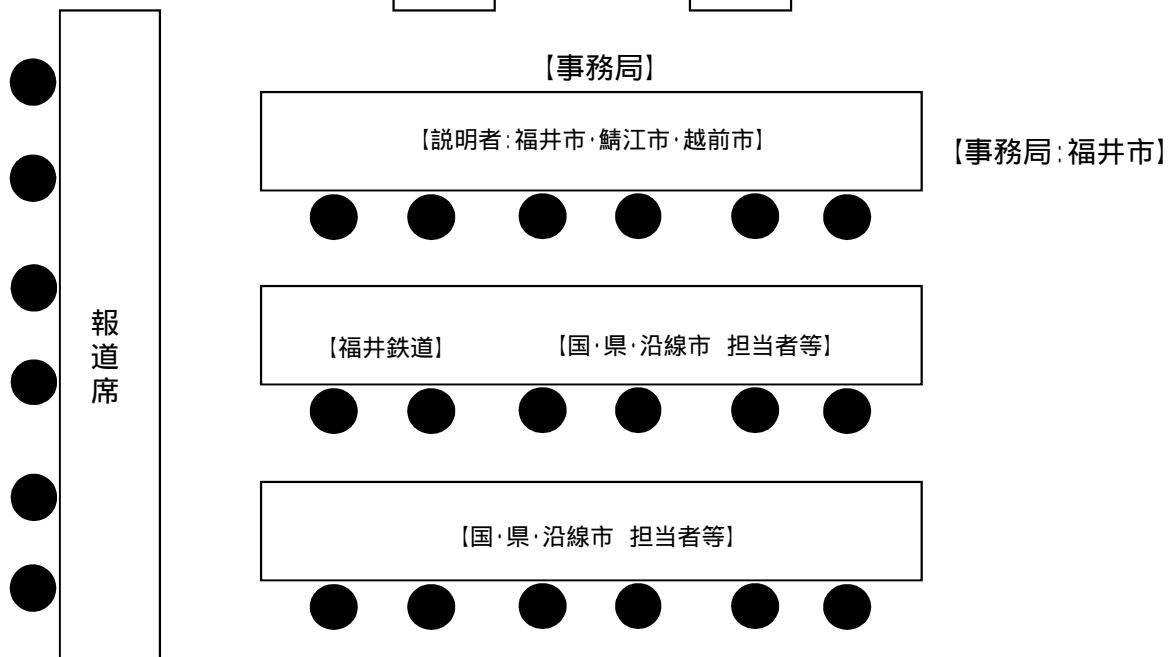 【事務局】
【説明者:福井市・鯖江市・越前市】
【事務局:福井市】
報道席
【福井鉄道】
【国・県・沿線市 担当者等】
【国・県・沿線市 担当者等】